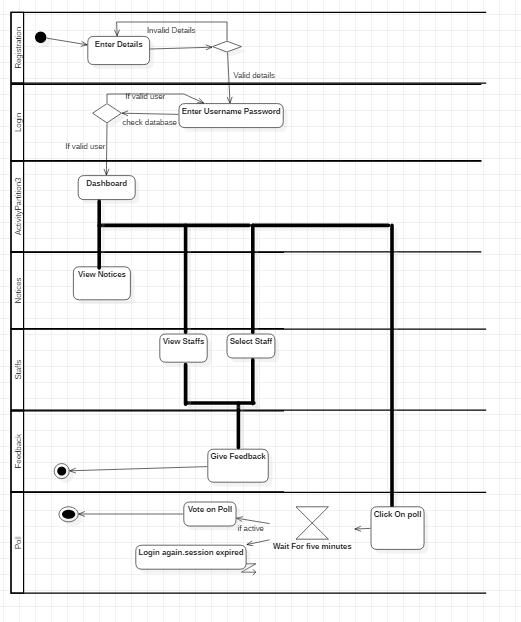 Registration
Invalid Details
Enter Details
Valid details
Login
If valid user
Enter Username Password
check database
If valid user
ActivityPartition3
Dashboard
Notices
View Notices
Staffs
View Staffs
Select Staff
Feedback
Give Feedback
Poll
Vote on Poll
Click On poll
if active
Wait For five minutes
Login again.session expired